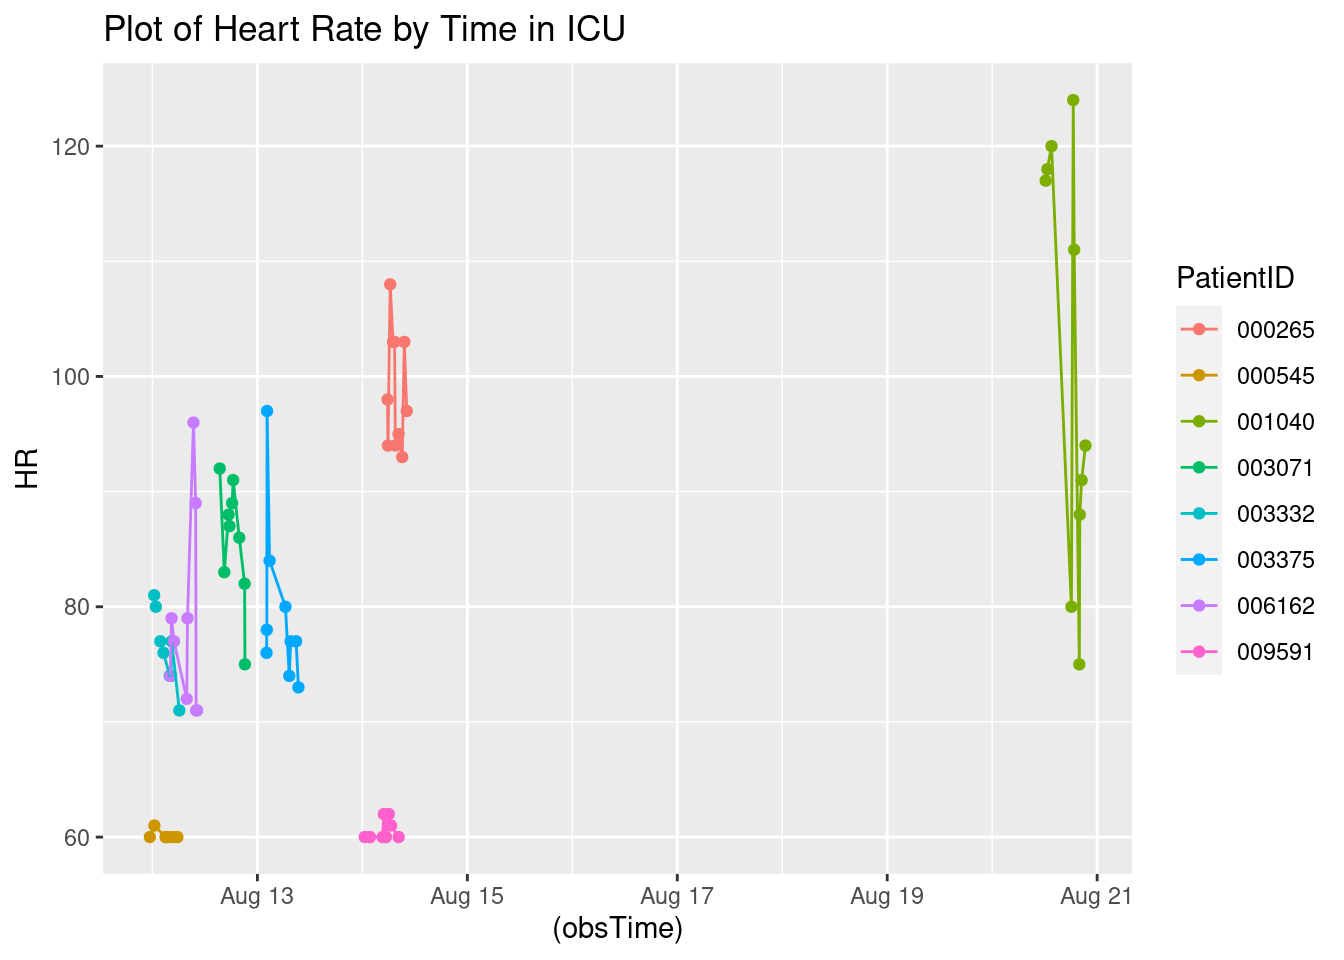 Plot of Heart Rate by Time in ICU
120
100
80
60
HR
Aug 13 Aug 15 Aug 17 Aug 19 Aug 21
(obsTime)
PatientID
000265
000545
001040
003071
003332
003375
006162
009591